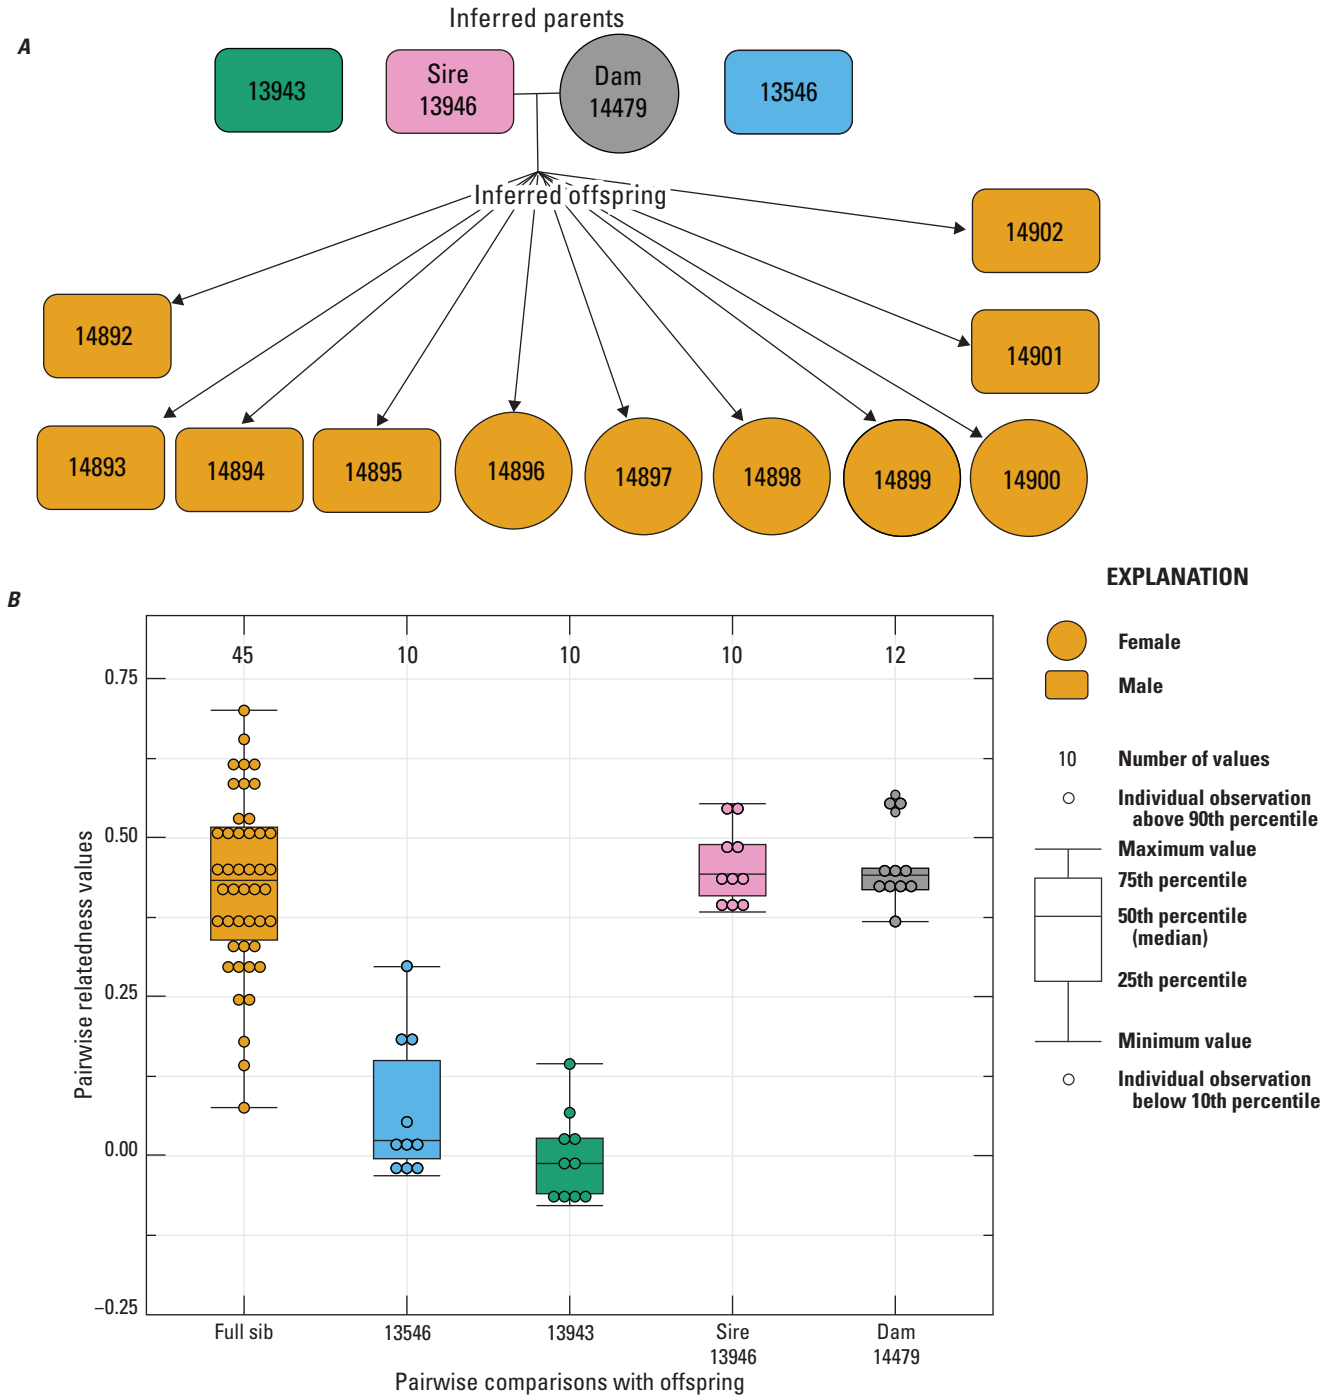 Inferred parents
A
13943
Sire
13946
Dam
14479
13546
Inferred offspring
14902
14892
14901
14893
14894
14895
14896
14897
14898
14899
14900
EXPLANATION
B
45
10
10
10
12
0.75
0.50
0.25
0.00
−0.25
Pairwise relatedness values
Full sib
13546
13943
Sire
13946
Dam
14479
Pairwise comparisons with offspring
Female
Male
10 Number of values
Individual observation
above 90th percentile
Maximum value
75th percentile
50th percentile
(median)
25th percentile
Minimum value
Individual observation
below 10th percentile